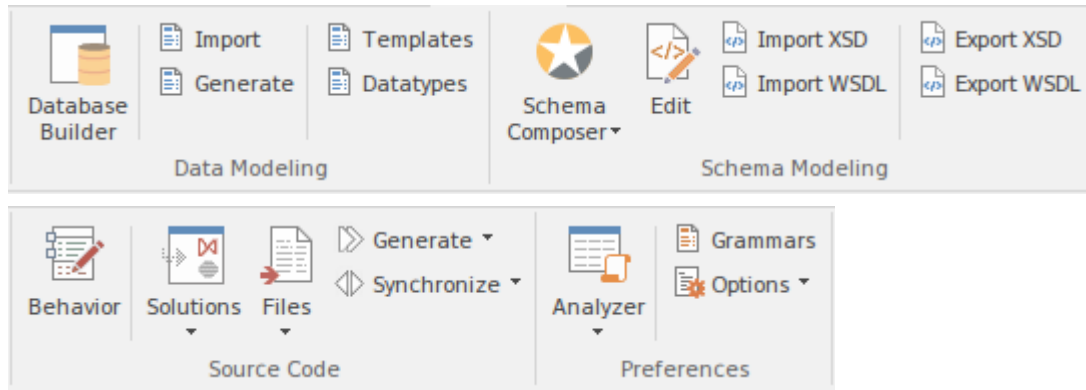 Database
Builder
Import
Generate
Templates
Datatypes
Data Modeling
Schema
Composer
Edit
Import XSD
Import WSDL
Export XSD
Export WSDL
Schema Modeling
Behavior
Solutions
Files
Generate
Synchronize
Source Code
Analyzer
Grammars
Options
Preferences